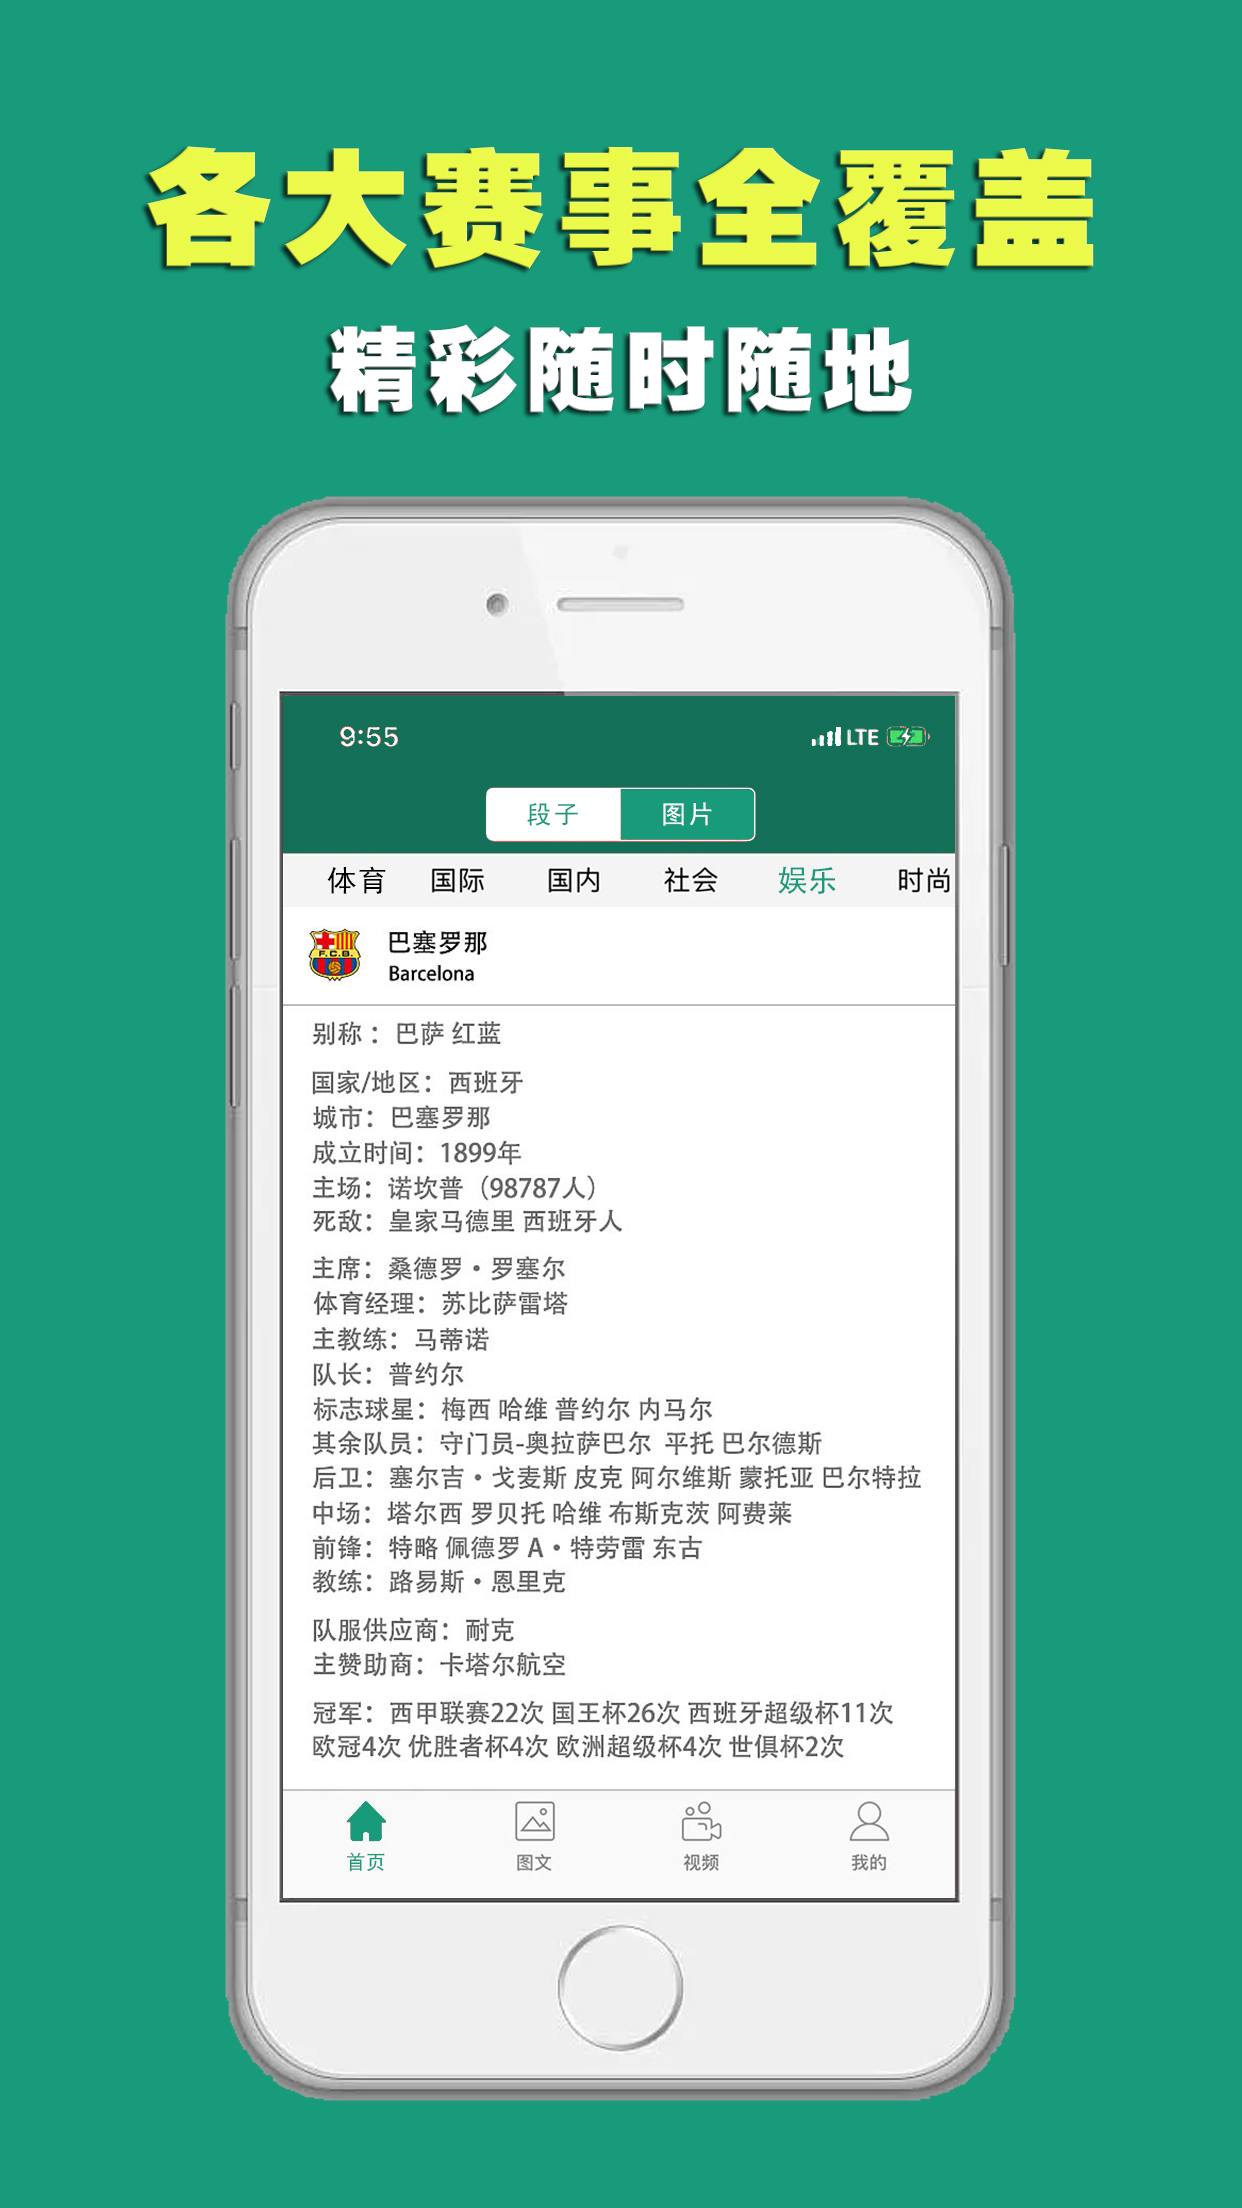 各大赛事全覆盖
精彩随时随地
9:55 LTE
段子 图片
体育 国际 国内 社会 娱乐 时尚
F.C.B.
巴塞罗那
Barcelona
别称：巴萨 红蓝
国家/地区：西班牙
城市：巴塞罗那
成立时间：1899年
主场：诺坎普（98787人）
死敌：皇家马德里 西班牙人
主席：桑德罗·罗塞尔
体育经理：苏比萨雷塔
主教练：马蒂诺
队长：普约尔
标志球星：梅西 哈维 普约尔 内马尔
其余队员：守门员-奥拉萨巴尔 平托 巴尔德斯
后卫：塞尔吉·戈麦斯 皮克 阿尔维斯 蒙托亚 巴尔特拉
中场：塔尔西 罗贝托 哈维 布斯克茨 阿费莱
前锋：特略 佩德罗 A·特劳雷 东古
教练：路易斯·恩里克
队服供应商：耐克
主赞助商：卡塔尔航空
冠军：西甲联赛22次 国王杯26次 西班牙超级杯11次
欧冠4次 优胜者杯4次 欧洲超级杯4次 世俱杯2次
首页 图文 视频 我的